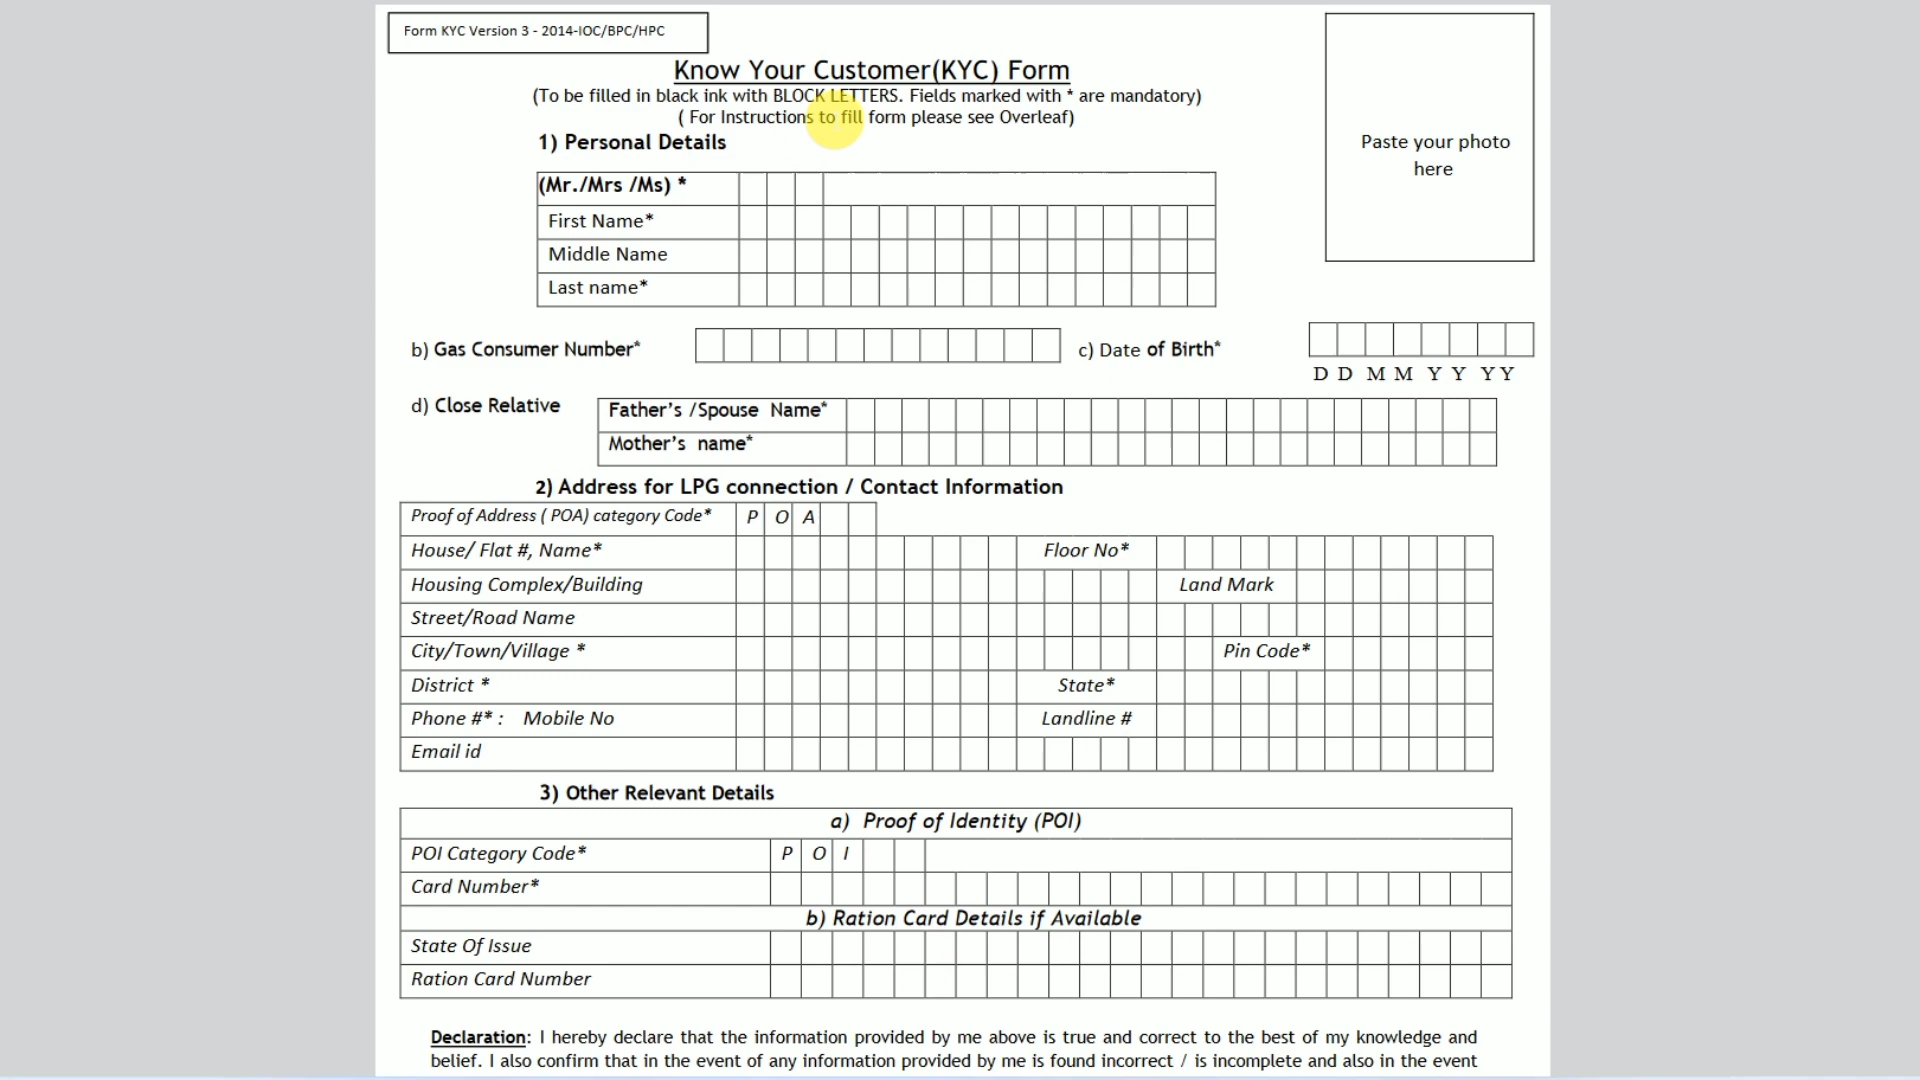 Form KYC Version 3 - 2014-IOC/BPC/HPC
Know Your Customer(KYC) Form
(To be filled in black ink with BLOCK LETTERS. Fields marked with * are mandatory)
( For Instructions to fill form please see Overleaf)
Paste your photo
here
1) Personal Details
(Mr./Mrs /Ms) *
First Name*
Middle Name
Last name*
b) Gas Consumer Number* c) Date of Birth*
D D M M Y Y Y Y
d) Close Relative Father's /Spouse Name*
Mother's name*
2) Address for LPG connection / Contact Information
Proof of Address ( POA) category Code* P O A
House/ Flat #, Name* Floor No*
Housing Complex/Building Land Mark
Street/Road Name
City/Town/Village * Pin Code*
District * State*
Phone #* : Mobile No Landline #
Email id
3) Other Relevant Details
a) Proof of Identity (POI)
POI Category Code* P O I
Card Number*
b) Ration Card Details if Available
State Of Issue
Ration Card Number
Declaration: I hereby declare that the information provided by me above is true and correct to the best of my knowledge and
belief. I also confirm that in the event of any information provided by me is found incorrect / is incomplete and also in the event